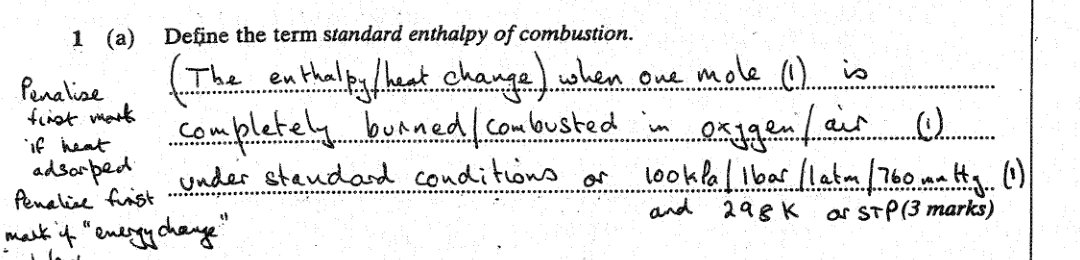 1 (a) Define the term standard enthalpy of combustion.
(The enthalpy/heat change) when one mole (1) is
completely burned/combusted in oxygen/air (1)
under standard conditions or 100kPa/1bar/1atm/760mmHg. (1)
and 298K or STP (3 marks)
Penalise
first mark
if heat
adsorped
Penalise first
mark if "energy change"